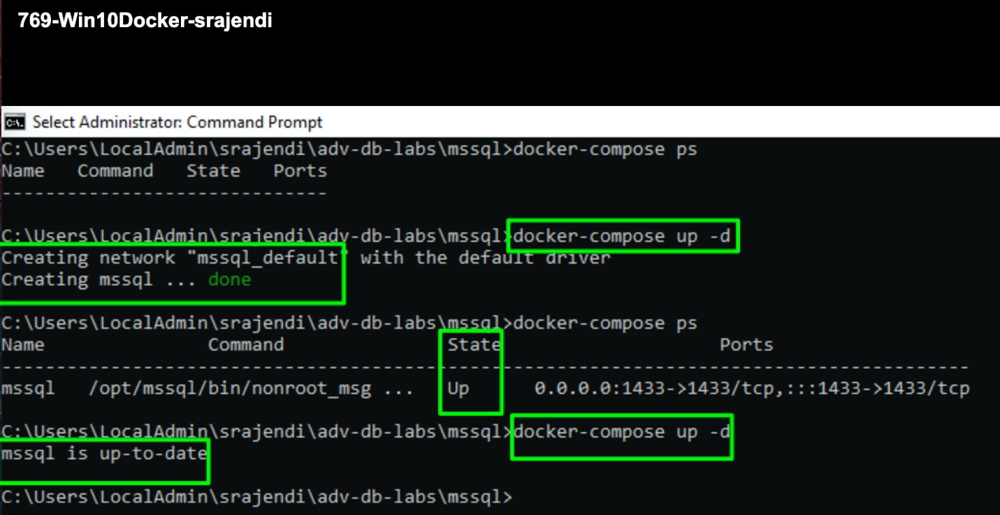 769-Win10Docker-srajendi
Select Administrator: Command Prompt
C:\Users\LocalAdmin\srajendi\adv-db-labs\mssql>docker-compose ps
Name   Command   State   Ports
------------------------------
C:\Users\LocalAdmin\srajendi\adv-db-labs\mssql>docker-compose up -d
Creating network "mssql_default" with the default driver
Creating mssql ... done
C:\Users\LocalAdmin\srajendi\adv-db-labs\mssql>docker-compose ps
Name               Command               State                    Ports
-----------------------------------------------------------------------------------------
mssql   /opt/mssql/bin/nonroot_msg ...   Up      0.0.0.0:1433->1433/tcp,:::1433->1433/tcp
C:\Users\LocalAdmin\srajendi\adv-db-labs\mssql>docker-compose up -d
mssql is up-to-date
C:\Users\LocalAdmin\srajendi\adv-db-labs\mssql>